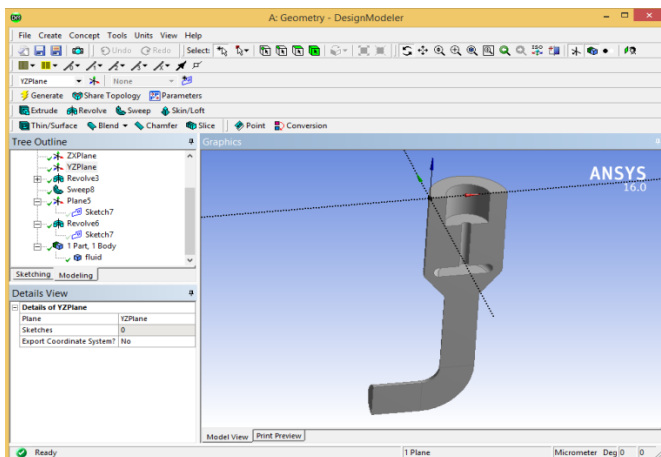 A: Geometry - DesignModeler
File Create Concept Tools Units View Help
Undo Redo Select:
YZPlane None
Generate Share Topology Parameters
Extrude Revolve Sweep Skin/Loft
Thin/Surface Blend Chamfer Slice Point Conversion
Tree Outline
ZXPlane
YZPlane
Revolve3
Sweep8
Plane5
Sketch7
Revolve6
Sketch7
1 Part, 1 Body
fluid
Sketching Modeling
Details View
Details of YZPlane
Plane YZPlane
Sketches 0
Export Coordinate System? No
Graphics
ANSYS
16.0
Model View Print Preview
Ready 1 Plane Micrometer Deg 0 0